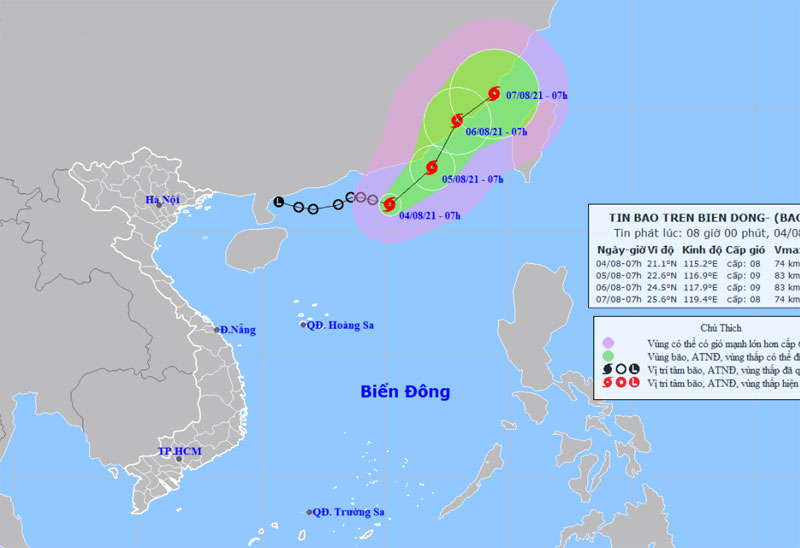 07/08/21 - 07h
06/08/21 - 07h
05/08/21 - 07h
04/08/21 - 07h
L
Hà Nội
Đ.Nẵng
QĐ. Hoàng Sa
Biển Đông
TP.HCM
QĐ. Trường Sa
TIN BAO TREN BIEN DONG- (BAO
Tin phát lúc: 08 giờ 00 phút, 04/08
Ngày-giờ Vĩ độ Kinh độ Cấp gió Vma
04/08-07h 21.1°N 115.2°E cấp: 08 74 km
05/08-07h 22.6°N 116.9°E cấp: 09 83 km
06/08-07h 24.5°N 117.9°E cấp: 09 83 km
07/08-07h 25.6°N 119.4°E cấp: 08 74 km
Chú Thích
Vùng có thể có gió mạnh lớn hơn cấp 6
Vùng bão, ATNĐ, vùng thấp có thể đi
L Vị trí tâm bão, ATNĐ, vùng thấp đã q
L Vị trí tâm bão, ATNĐ, vùng thấp hiện